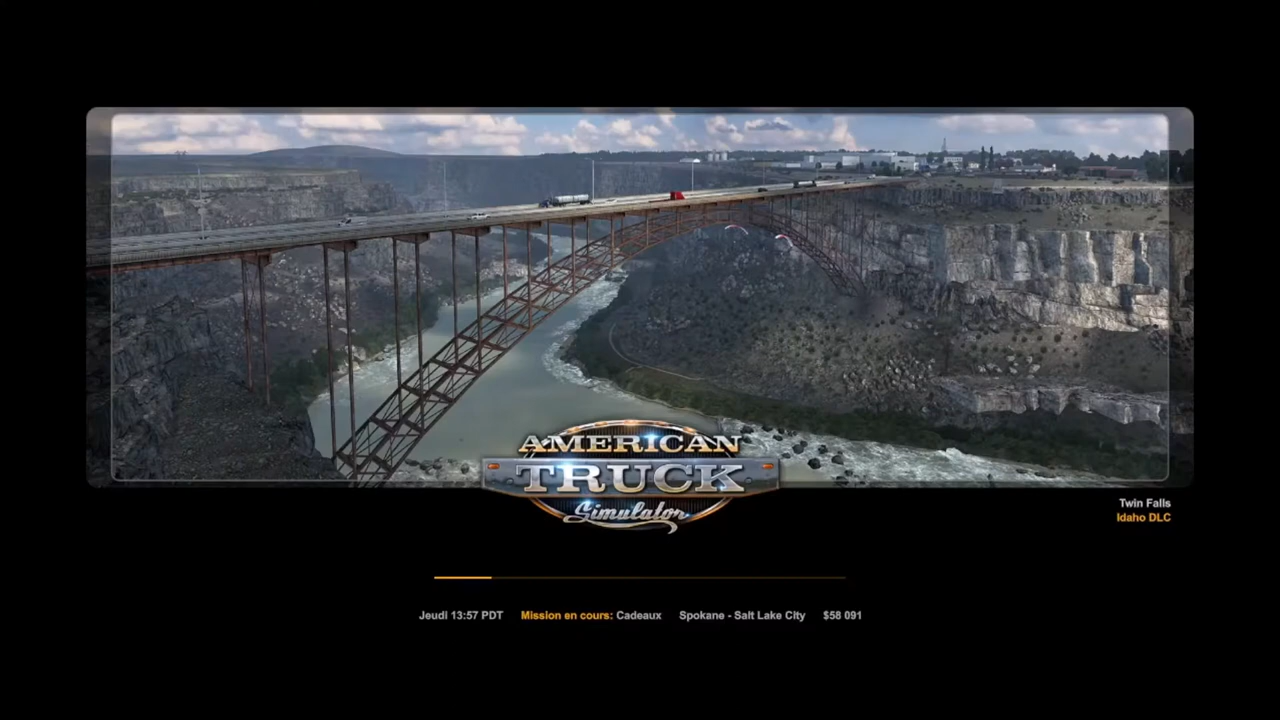 AMERICAN
TRUCK
Simulator
Twin Falls
Idaho DLC
Jeudi 13:57 PDT Mission en cours: Cadeaux Spokane - Salt Lake City $58 091